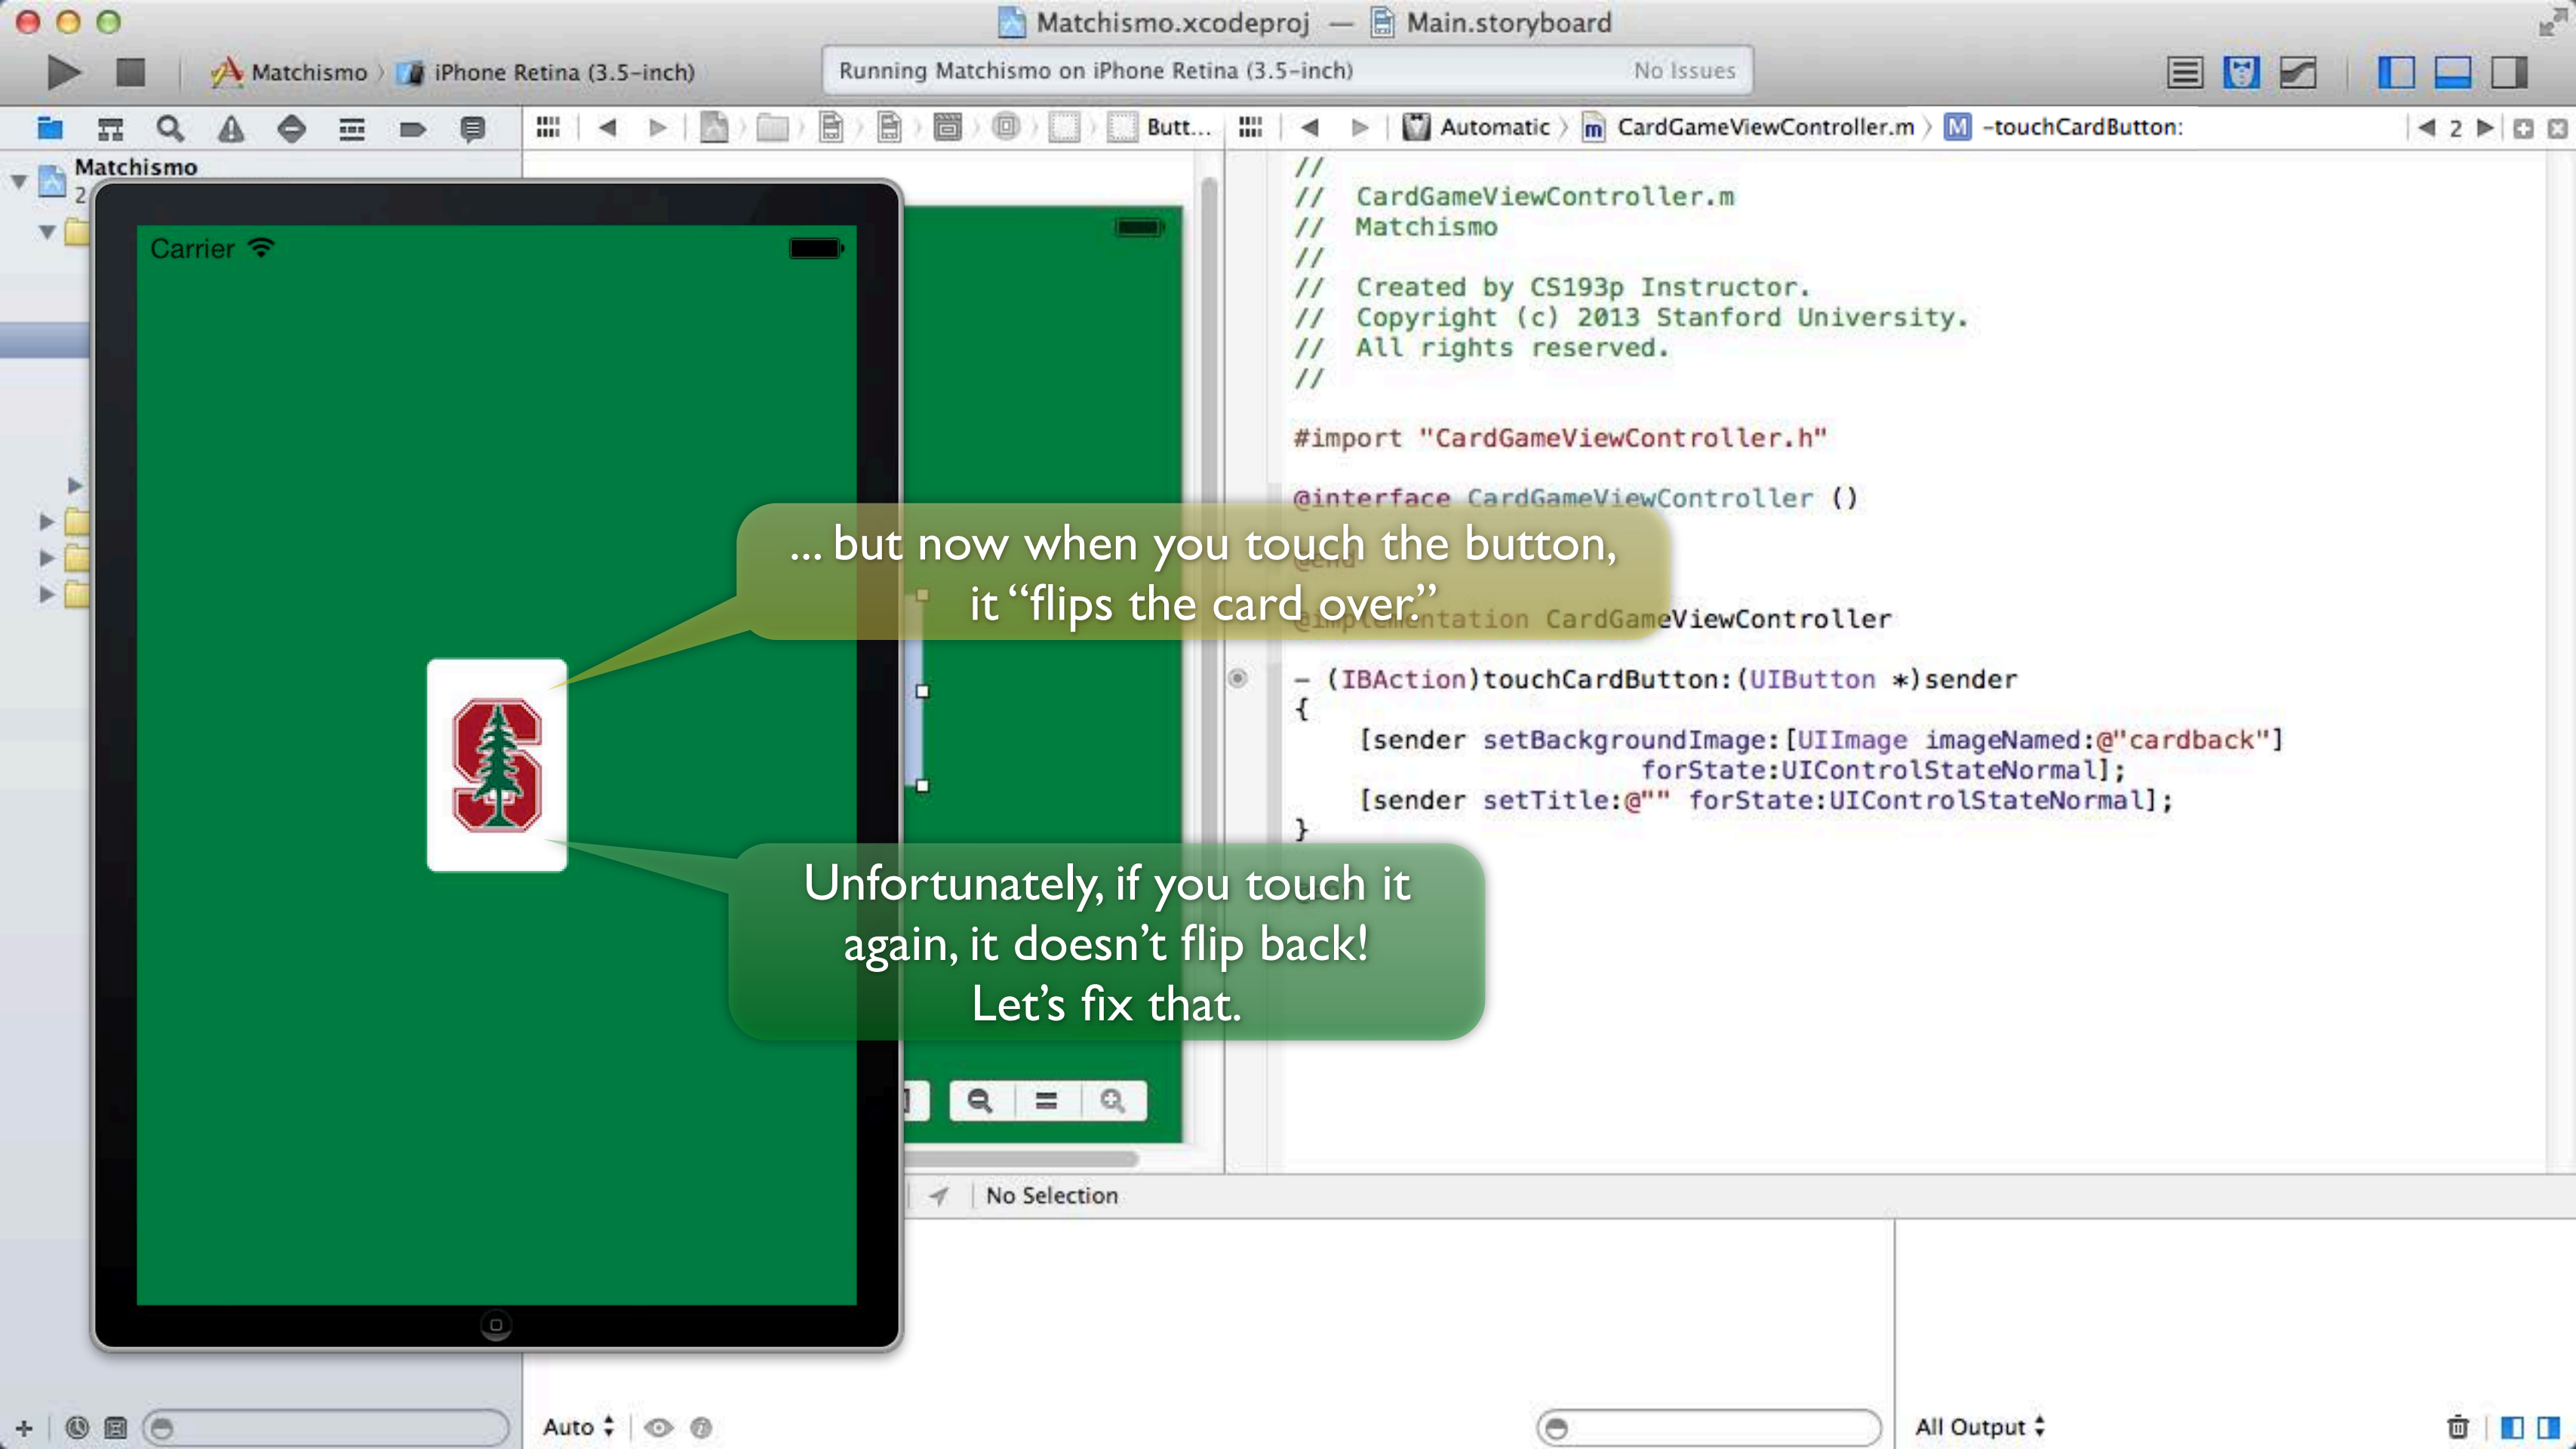 Matchismo.xcodeproj — Main.storyboard
Matchismo iPhone Retina (3.5-inch)
Running Matchismo on iPhone Retina (3.5-inch) No Issues
Butt...
Automatic CardGameViewController.m M -touchCardButton: 2
Matchismo
2
Carrier
//
// CardGameViewController.m
// Matchismo
//
// Created by CS193p Instructor.
// Copyright (c) 2013 Stanford University.
// All rights reserved.
//
#import "CardGameViewController.h"
@interface CardGameViewController ()
@end
@implementation CardGameViewController
- (IBAction)touchCardButton:(UIButton *)sender
{
[sender setBackgroundImage:[UIImage imageNamed:@"cardback"]
forState:UIControlStateNormal];
[sender setTitle:@"" forState:UIControlStateNormal];
}
... but now when you touch the button,
it “flips the card over.”
Unfortunately, if you touch it
again, it doesn’t flip back!
Let’s fix that.
No Selection
Auto
All Output